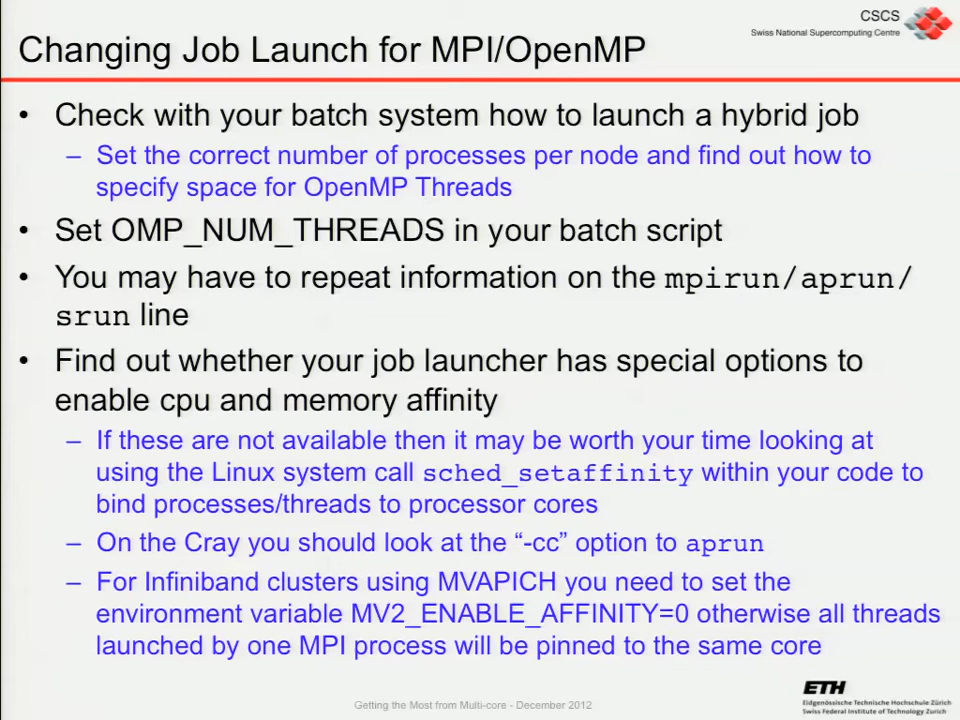 CSCS
Swiss National Supercomputing Centre
Changing Job Launch for MPI/OpenMP
• Check with your batch system how to launch a hybrid job
– Set the correct number of processes per node and find out how to
specify space for OpenMP Threads
• Set OMP_NUM_THREADS in your batch script
• You may have to repeat information on the mpirun/aprun/
srun line
• Find out whether your job launcher has special options to
enable cpu and memory affinity
– If these are not available then it may be worth your time looking at
using the Linux system call sched_setaffinity within your code to
bind processes/threads to processor cores
– On the Cray you should look at the “-cc” option to aprun
– For Infiniband clusters using MVAPICH you need to set the
environment variable MV2_ENABLE_AFFINITY=0 otherwise all threads
launched by one MPI process will be pinned to the same core
Getting the Most from Multi-core - December 2012
ETH
Eidgenössische Technische Hochschule Zürich
Swiss Federal Institute of Technology Zurich